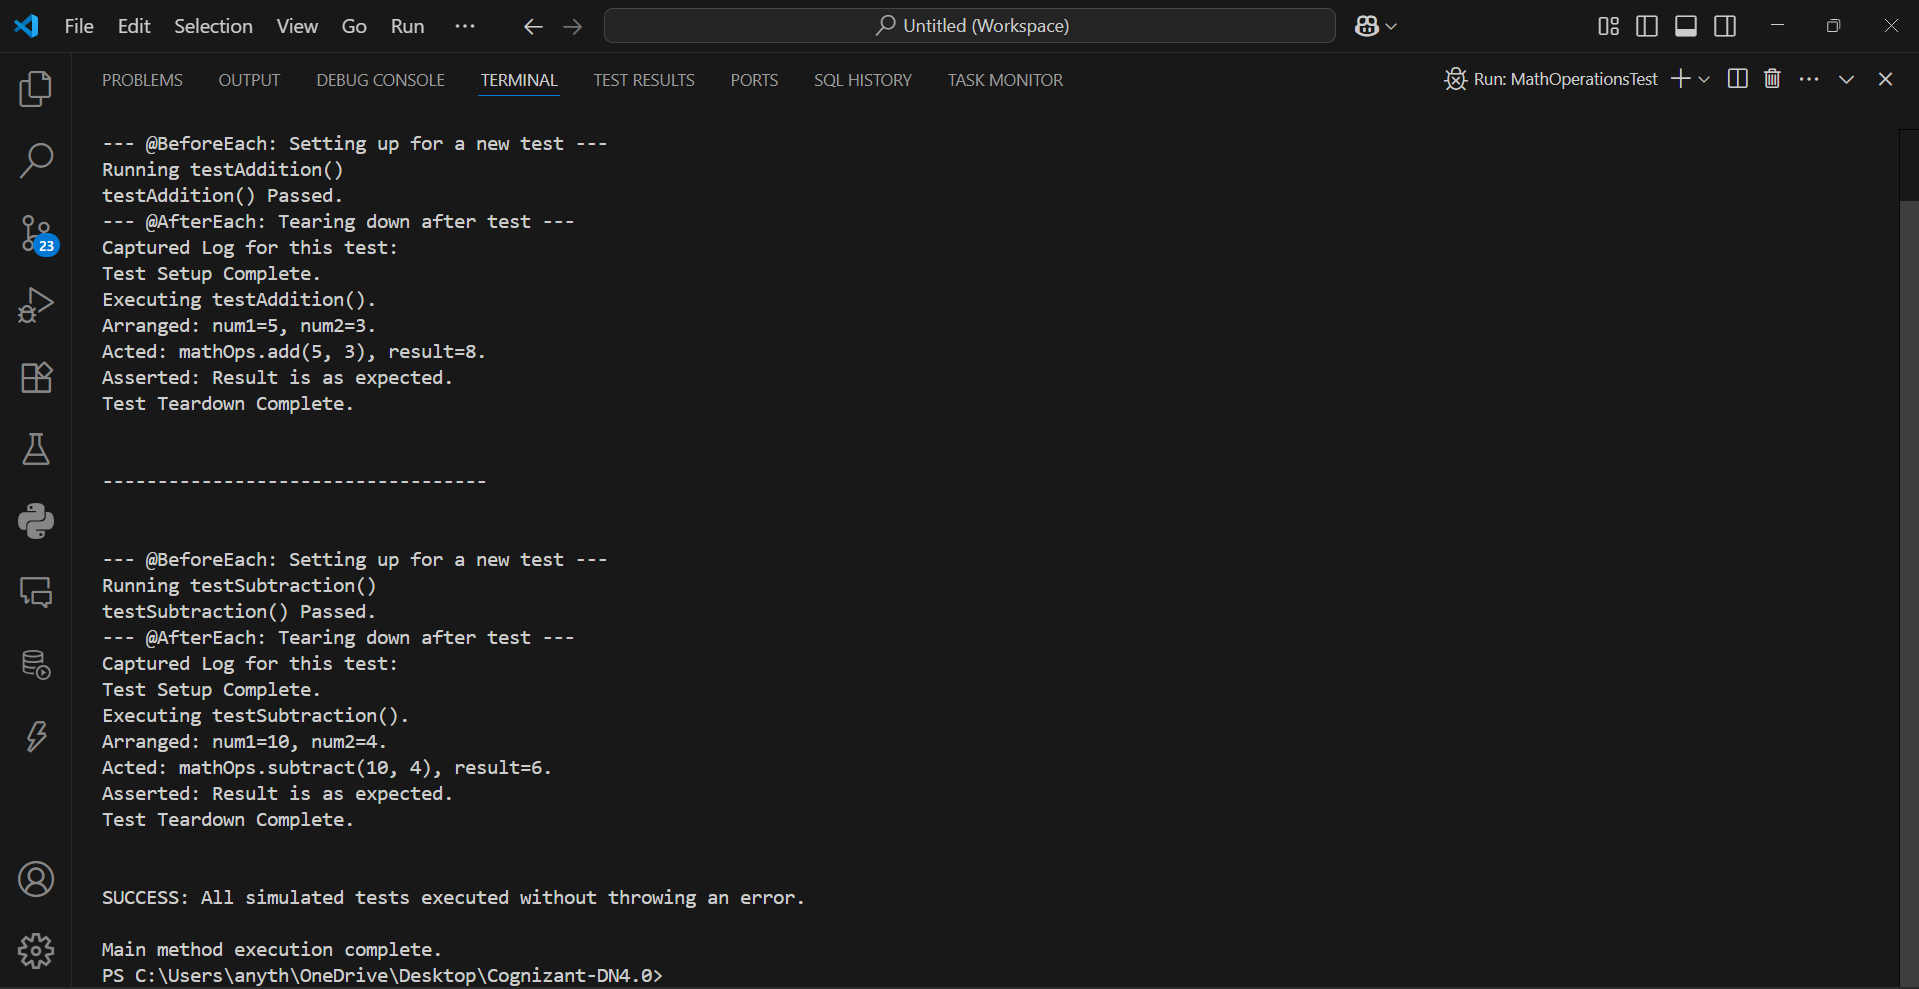 File Edit Selection View Go Run ··· Untitled (Workspace)
PROBLEMS OUTPUT DEBUG CONSOLE TERMINAL TEST RESULTS PORTS SQL HISTORY TASK MONITOR Run: MathOperationsTest
--- @BeforeEach: Setting up for a new test ---
Running testAddition()
testAddition() Passed.
--- @AfterEach: Tearing down after test ---
Captured Log for this test:
Test Setup Complete.
Executing testAddition().
Arranged: num1=5, num2=3.
Acted: mathOps.add(5, 3), result=8.
Asserted: Result is as expected.
Test Teardown Complete.
-----------------------------------
--- @BeforeEach: Setting up for a new test ---
Running testSubtraction()
testSubtraction() Passed.
--- @AfterEach: Tearing down after test ---
Captured Log for this test:
Test Setup Complete.
Executing testSubtraction().
Arranged: num1=10, num2=4.
Acted: mathOps.subtract(10, 4), result=6.
Asserted: Result is as expected.
Test Teardown Complete.
SUCCESS: All simulated tests executed without throwing an error.
Main method execution complete.
PS C:\Users\anyth\OneDrive\Desktop\Cognizant-DN4.0>
23